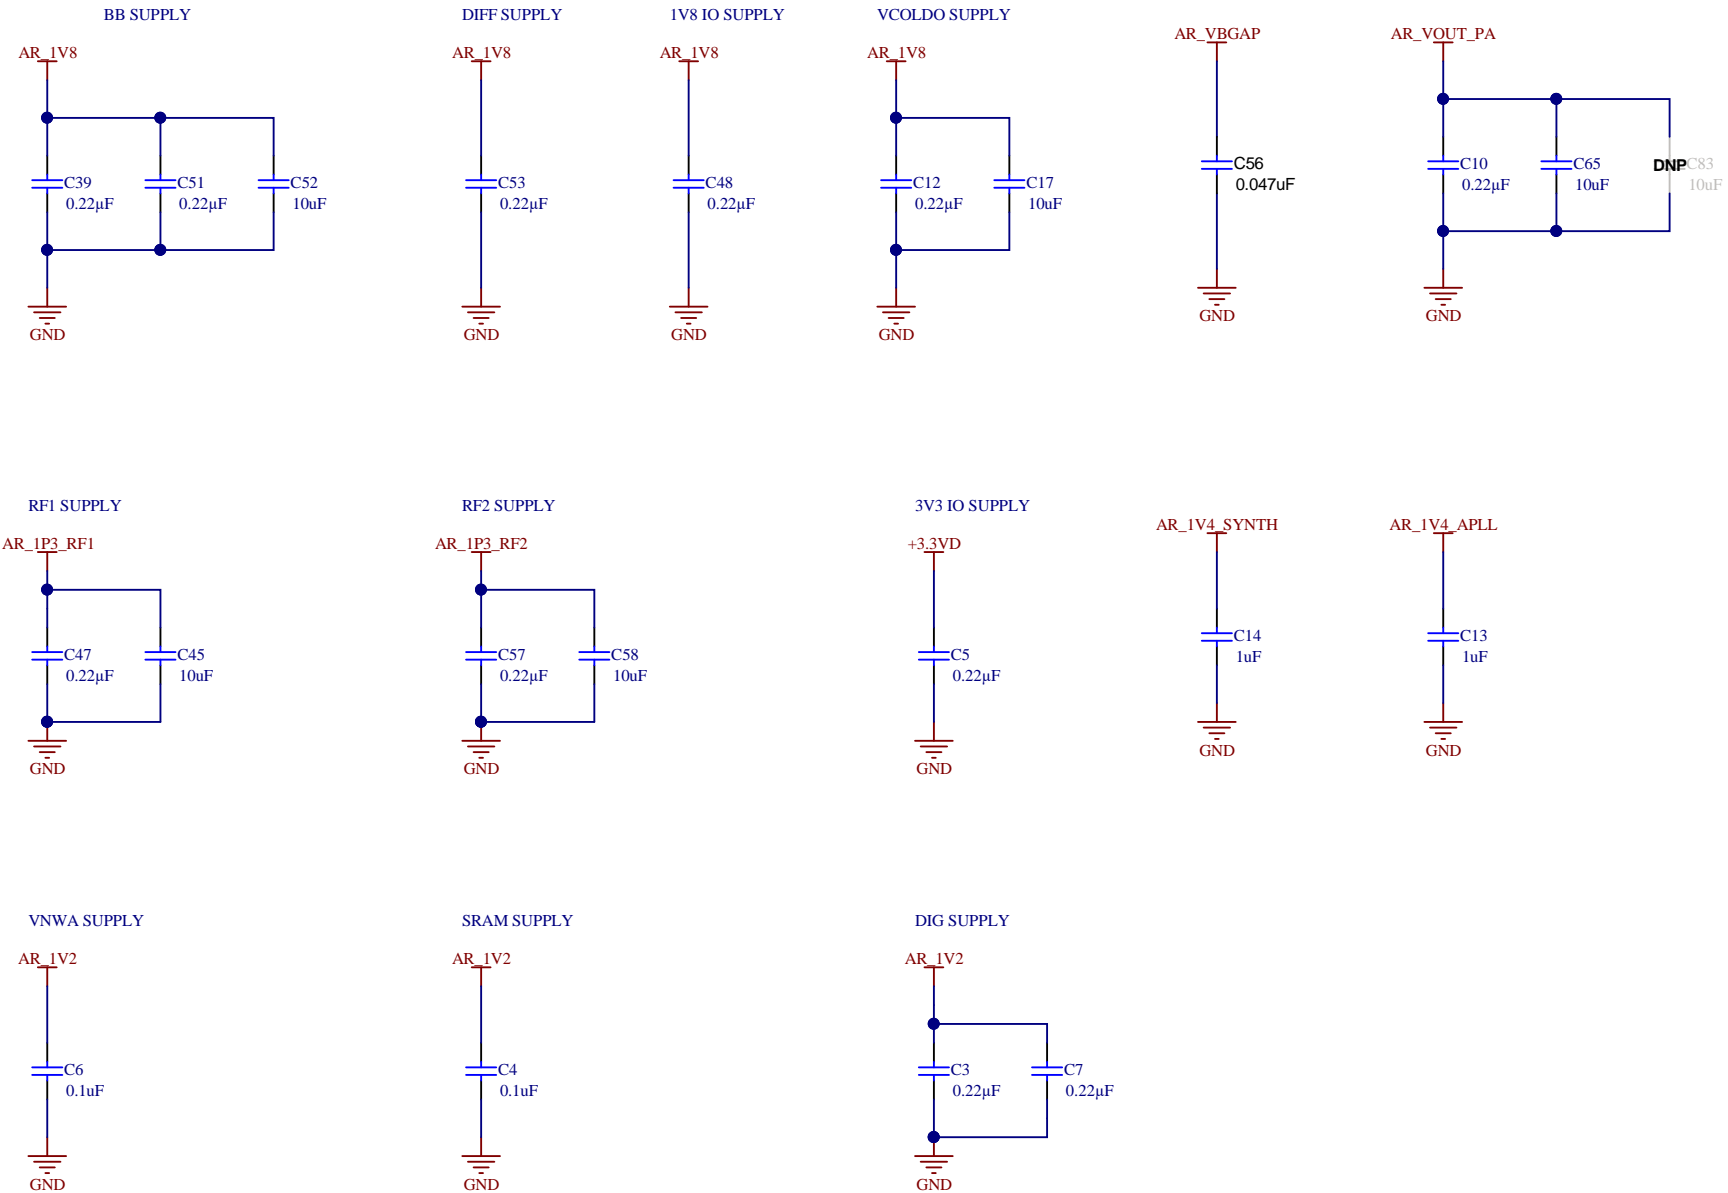 BB SUPPLY
AR_1V8
C39
0.22µF
C51
0.22µF
C52
10uF
GND
DIFF SUPPLY
AR_1V8
C53
0.22µF
GND
1V8 IO SUPPLY
AR_1V8
C48
0.22µF
GND
VCOLDO SUPPLY
AR_1V8
C12
0.22µF
C17
10uF
GND
AR_VBGAP
C56
0.047uF
GND
AR_VOUT_PA
C10
0.22µF
C65
10uF
DNP C83
10uF
GND
RF1 SUPPLY
AR_1P3_RF1
C47
0.22µF
C45
10uF
GND
RF2 SUPPLY
AR_1P3_RF2
C57
0.22µF
C58
10uF
GND
3V3 IO SUPPLY
+3.3VD
C5
0.22µF
GND
AR_1V4_SYNTH
C14
1uF
GND
AR_1V4_APLL
C13
1uF
GND
VNWA SUPPLY
AR_1V2
C6
0.1uF
GND
SRAM SUPPLY
AR_1V2
C4
0.1uF
GND
DIG SUPPLY
AR_1V2
C3
0.22µF
C7
0.22µF
GND